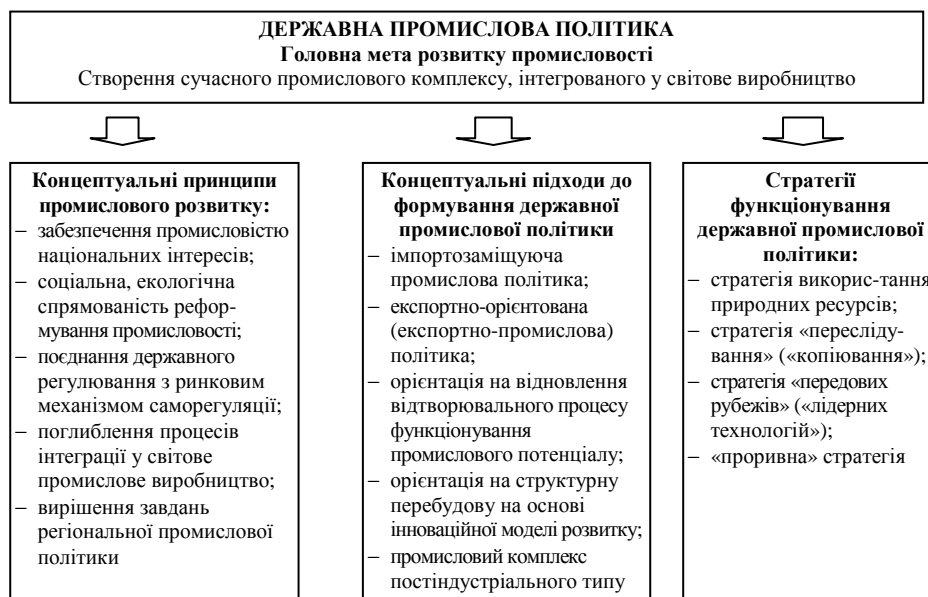 ДЕРЖАВНА ПРОМИСЛОВА ПОЛІТИКА
Головна мета розвитку промисловості
Створення сучасного промислового комплексу, інтегрованого у світове виробництво
Концептуальні принципи
промислового розвитку:
– забезпечення промисловістю
національних інтересів;
– соціальна, екологічна
спрямованість рефор-
мування промисловості;
– поєднання державного
регулювання з ринковим
механізмом саморегуляції;
– поглиблення процесів
інтеграції у світове
промислове виробництво;
– вирішення завдань
регіональної промислової
політики
Концептуальні підходи до
формування державної
промислової політики
– імпортозаміщуюча
промислова політика;
– експортно-орієнтована
(експортно-промислова)
політика;
– орієнтація на відновлення
відтворювального процесу
функціонування
промислового потенціалу;
– орієнтація на структурну
перебудову на основі
інноваційної моделі розвитку;
– промисловий комплекс
постіндустріального типу
Стратегії
функціонування
державної промислової
політики:
– стратегія викорис-тання
природних ресурсів;
– стратегія «пересліду-
вання» («копіювання»);
– стратегія «передових
рубежів» («лідерних
технологій»);
– «проривна» стратегія